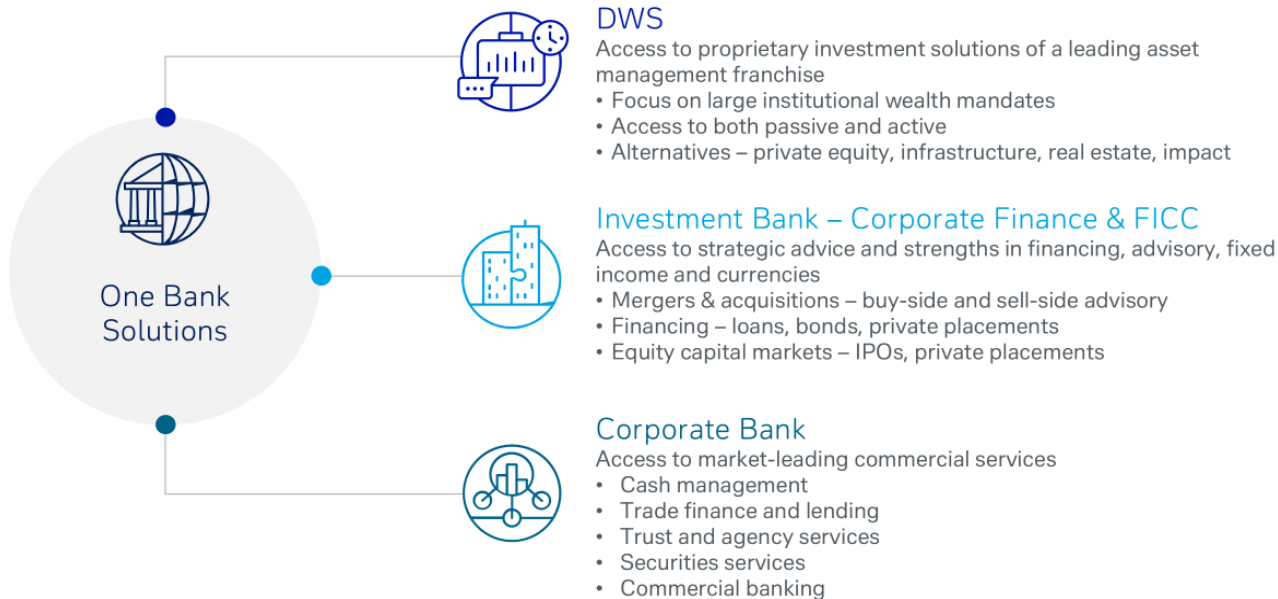 DWS
Access to proprietary investment solutions of a leading asset
management franchise
• Focus on large institutional wealth mandates
• Access to both passive and active
• Alternatives – private equity, infrastructure, real estate, impact
One Bank
Solutions
Investment Bank – Corporate Finance & FICC
Access to strategic advice and strengths in financing, advisory, fixed
income and currencies
• Mergers & acquisitions – buy-side and sell-side advisory
• Financing – loans, bonds, private placements
• Equity capital markets – IPOs, private placements
Corporate Bank
Access to market-leading commercial services
• Cash management
• Trade finance and lending
• Trust and agency services
• Securities services
• Commercial banking